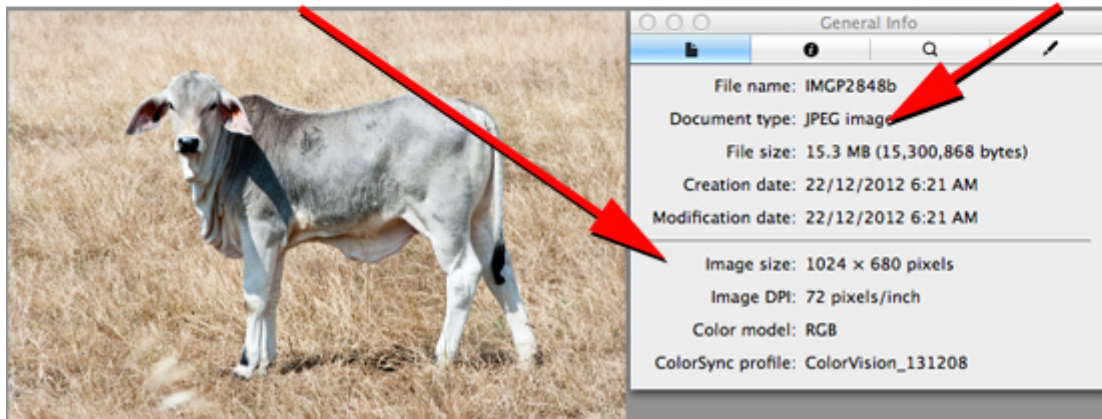 General Info
File name: IMGP2848b
Document type: JPEG image
File size: 15.3 MB (15,300,868 bytes)
Creation date: 22/12/2012 6:21 AM
Modification date: 22/12/2012 6:21 AM
Image size: 1024 × 680 pixels
Image DPI: 72 pixels/inch
Color model: RGB
ColorSync profile: ColorVision_131208